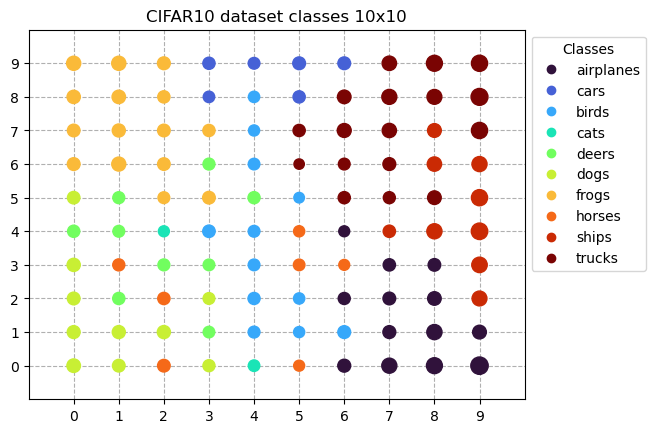 CIFAR10 dataset classes 10x10
9
8
7
6
5
4
3
2
1
0
0 1 2 3 4 5 6 7 8 9
Classes
airplanes
cars
birds
cats
deers
dogs
frogs
horses
ships
trucks